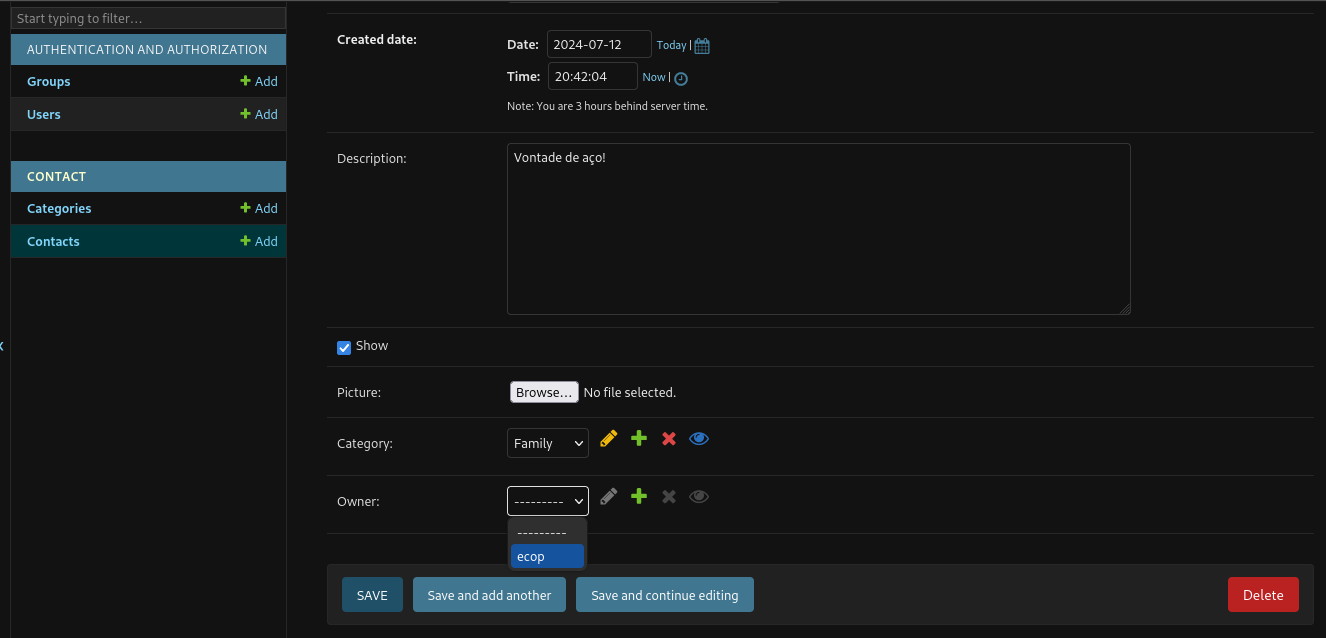 Start typing to filter…
AUTHENTICATION AND AUTHORIZATION
Groups
Add
Users
Add
CONTACT
Categories
Add
Contacts
Add
Created date:
Date: 2024-07-12 Today |
Time: 20:42:04 Now |
Note: You are 3 hours behind server time.
Description:
Vontade de aço!
Show
Picture:
Browse… No file selected.
Category:
Family
Owner:
---------
---------
ecop
SAVE
Save and add another
Save and continue editing
Delete